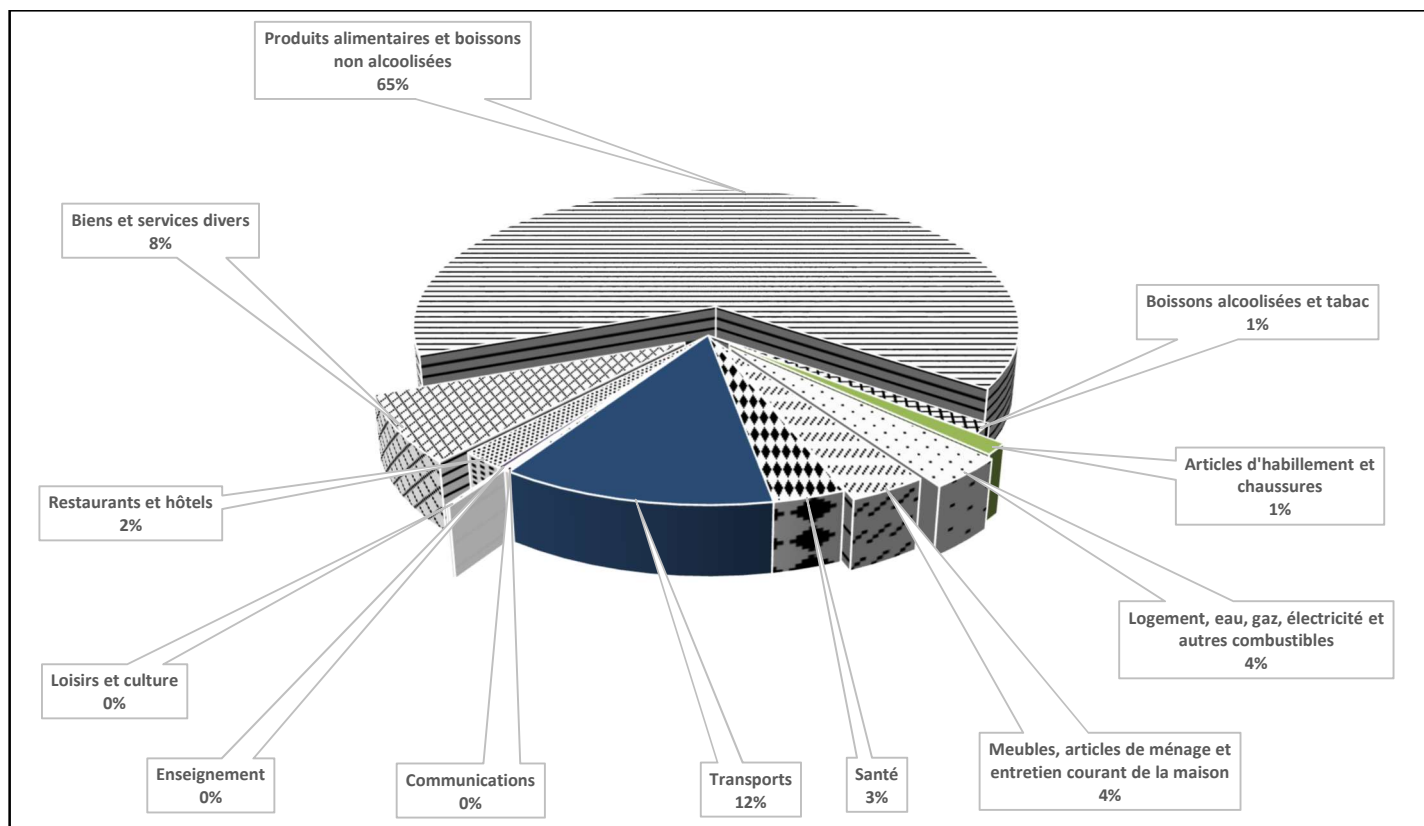 Produits alimentaires et boissons
non alcoolisées
65%
Biens et services divers
8%
Boissons alcoolisées et tabac
1%
Articles d'habillement et
chaussures
1%
Restaurants et hôtels
2%
Logement, eau, gaz, électricité et
autres combustibles
4%
Loisirs et culture
0%
Meubles, articles de ménage et
entretien courant de la maison
4%
Enseignement
0%
Communications
0%
Transports
12%
Santé
3%